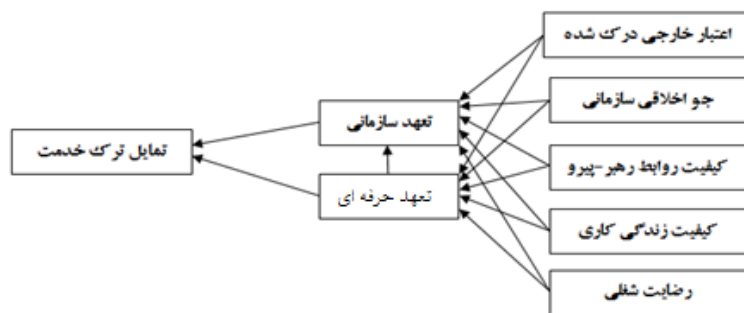 اعتبار خارجی درک شده
جو اخلاقی سازمانی
تعهد سازمانی
تمایل ترک خدمت
کیفیت روابط رهبر-پیرو
تعهد حرفه ای
کیفیت زندگی کاری
رضایت شغلی